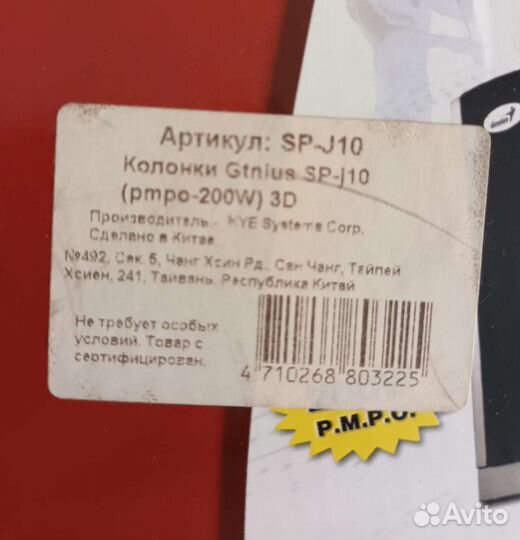 Артикул: SP-J10
Колонки Gtnius SP-j10
(pmpo-200W) 3D
Производитель - KYE Systems Corp.
Сделано в Китае
№492, Сек. 5, Чанг Хсин Рд., Сан Чанг, Тайпей
Хсиен, 241, Тайвань, Республика Китай
Не требует особых
условий. Товар с
сертифицирован.
4 710268 803225
P.M.P.O.
Genius
Avito